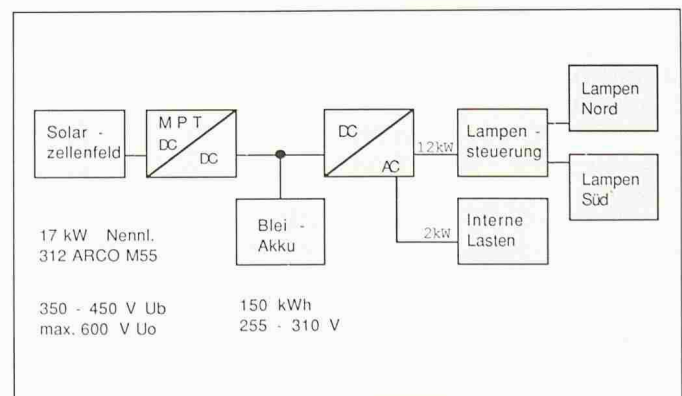 Solar -
zellenfeld
MPT
DC
DC
DC
AC
12kW
2kW
Lampen -
steuerung
Lampen
Nord
Lampen
Süd
Interne
Lasten
Blei -
Akku
17 kW Nennl.
312 ARCO M55
350 - 450 V Ub
max. 600 V Uo
150 kWh
255 - 310 V